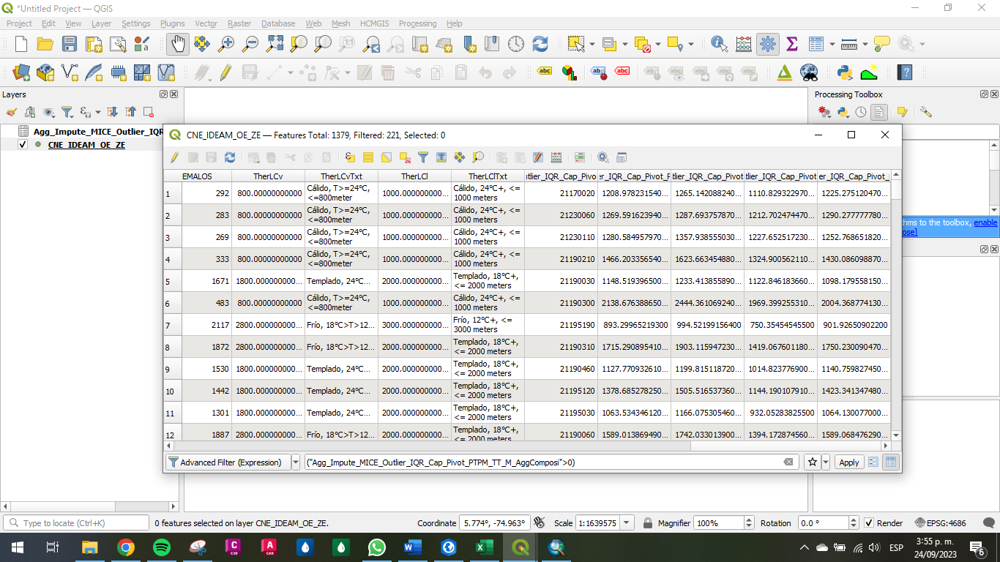 *Untitled Project — QGIS
Project Edit View Layer Settings Plugins Vector Raster Database Web Mesh HCMGIS Processing Help
Layers
Processing Toolbox
Agg_Impute_MICE_Outlier_IQR
CNE_IDEAM_OE_ZE
CNE_IDEAM_OE_ZE — Features Total: 1379, Filtered: 221, Selected: 0
EMALOS TherLCv TherLCvTxt TherLCl TherLClTxt utlier_IQR_Cap_Pivo er_IQR_Cap_Pivot_F tlier_IQR_Cap_Pivot tlier_IQR_Cap_Pivot er_IQR_Cap_Pivot_
1 292 800.00000000000 Cálido, T>=24°C, <=800meter 1000.000000000... Cálido, 24°C+, <= 1000 meters 21170020 1208.978231540... 1265.142088240... 1110.829322970... 1225.275120470...
2 283 800.00000000000 Cálido, T>=24°C, <=800meter 1000.000000000... Cálido, 24°C+, <= 1000 meters 21230060 1269.591623940... 1287.693757870... 1212.702474470... 1290.277777780...
3 269 800.00000000000 Cálido, T>=24°C, <=800meter 1000.000000000... Cálido, 24°C+, <= 1000 meters 21230110 1280.584957970... 1357.938555030... 1227.652517230... 1252.768651820...
4 333 800.00000000000 Cálido, T>=24°C, <=800meter 1000.000000000... Cálido, 24°C+, <= 1000 meters 21190210 1466.203356540... 1623.663454880... 1324.900562110... 1430.086098870...
5 1671 1800.000000000... Templado, 24°C... 2000.000000000... Templado, 18°C+, <= 2000 meters 21190030 1148.519396500... 1233.413855890... 1122.846183660... 1098.179558150...
6 483 800.00000000000 Cálido, T>=24°C, <=800meter 1000.000000000... Cálido, 24°C+, <= 1000 meters 21190300 2138.676388650... 2444.361069240... 1969.399255310... 2004.368774130...
7 2117 2800.000000000... Frío, 18°C>T>12... 3000.000000000... Frío, 12°C+, <= 3000 meters 21195190 893.29965219300 994.52199156400 750.35454545500 901.92650902200
8 1872 2800.000000000... Frío, 18°C>T>12... 2000.000000000... Templado, 18°C+, <= 2000 meters 21190310 1715.290895410... 1903.115947230... 1419.067601180... 1750.230090470...
9 1530 1800.000000000... Templado, 24°C... 2000.000000000... Templado, 18°C+, <= 2000 meters 21190460 1127.770932610... 1199.815118720... 1014.823776900... 1140.759827450...
10 1442 1800.000000000... Templado, 24°C... 2000.000000000... Templado, 18°C+, <= 2000 meters 21195120 1378.685278250... 1505.516537360... 1144.190107910... 1423.341347480...
11 1301 1800.000000000... Templado, 24°C... 2000.000000000... Templado, 18°C+, <= 2000 meters 21195030 1063.534346120... 1166.075305460... 932.05283825500 1064.130077000...
12 1887 2800.000000000... Frío, 18°C>T>12... 2000.000000000... Templado, 18°C+, <= 2000 meters 21190060 1589.013869490... 1742.033013900... 1394.172874560... 1589.068476290...
thms to the toolbox, enable
ose]
Advanced Filter (Expression) ("Agg_Impute_MICE_Outlier_IQR_Cap_Pivot_PTPM_TT_M_AggComposi">0) Apply
Type to locate (Ctrl+K) 0 features selected on layer CNE_IDEAM_OE_ZE. Coordinate 5.774°, -74.963° Scale 1:1639575 Magnifier 100% Rotation 0.0 ° Render EPSG:4686
ESP
3:55 p. m.
24/09/2023
6